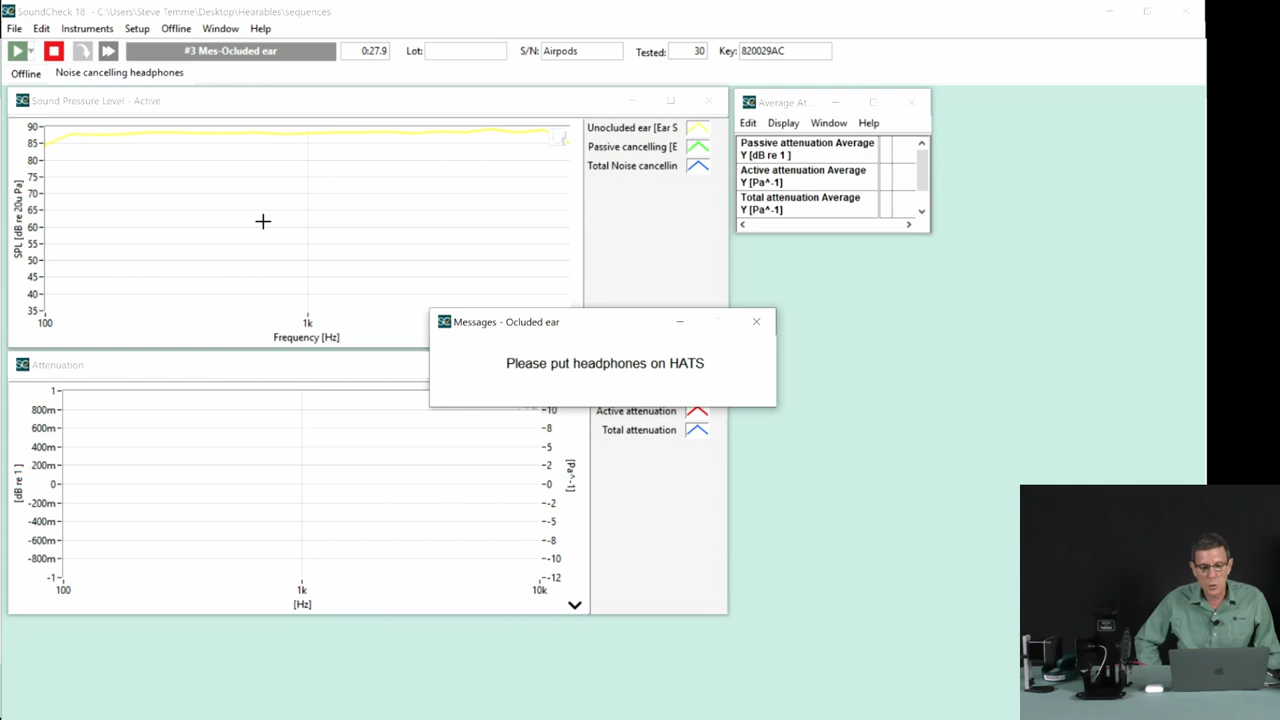 SoundCheck 18 - C:\Users\Steve Temme\Desktop\Hearables\sequences
File Edit Instruments Setup Offline Window Help
#3 Mes-Ocluded ear 0:27.9 Lot: S/N: Airpods Tested: 30 Key: 820029AC
Offline Noise cancelling headphones
Sound Pressure Level - Active
90
85
80
75
70
65
60
55
50
45
40
35
SPL [dB re 20u Pa]
100 1k
Frequency [Hz]
Unocluded ear [Ear S
Passive cancelling [E
Total Noise cancellin
Average At...
Edit Display Window Help
Passive attenuation Average
Y [dB re 1 ]
Active attenuation Average
Y [Pa^-1]
Total attenuation Average
Y [Pa^-1]
Messages - Ocluded ear
Please put headphones on HATS
Attenuation
1
800m
600m
400m
200m
0
-200m
-400m
-600m
-800m
-1
[dB re 1 ]
-10
-8
-5
-2
-0
-2
-5
-8
-10
-12
[Pa^-1]
100 1k 10k
[Hz]
Active attenuation
Total attenuation